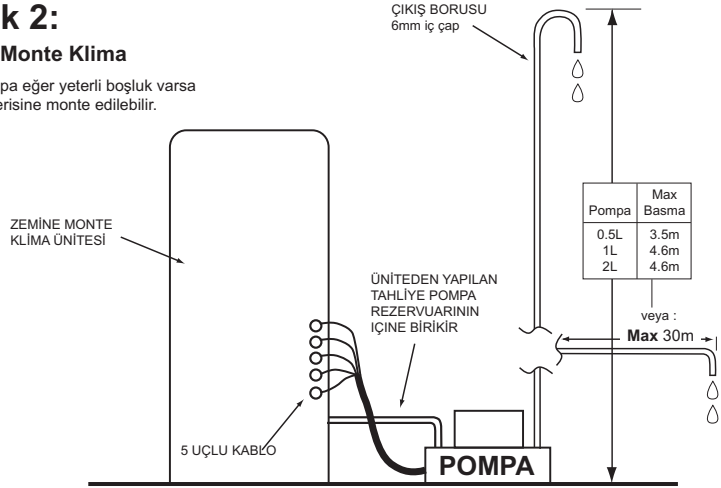 k 2:
Monte Klima
pa eğer yeterli boşluk varsa
erisine monte edilebilir.
ÇIKIŞ BORUSU
6mm iç çap
ZEMİNE MONTE
KLİMA ÜNİTESİ
ÜNİTEDEN YAPILAN
TAHLİYE POMPA
REZERVUARININ
IÇINE BİRİKİR
5 UÇLU KABLO
POMPA
Pompa Max Basma
0.5L 3.5m
1L 4.6m
2L 4.6m
veya :
Max 30m